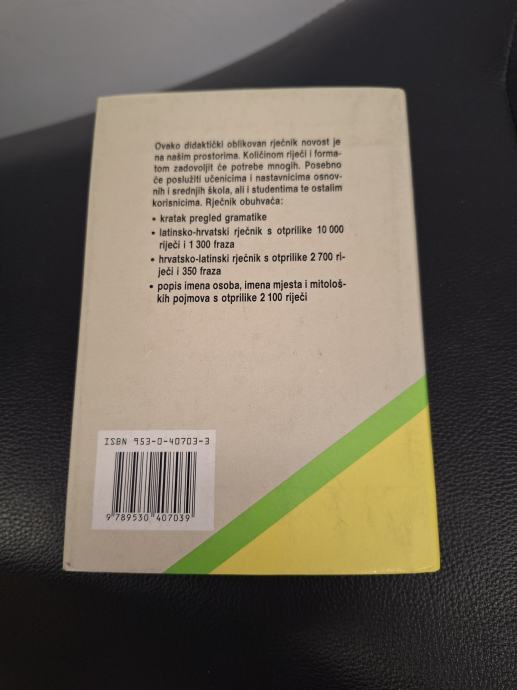 Ovako didaktički oblikovan rječnik novost je
na našim prostorima. Količinom riječi i forma-
tom zadovoljit će potrebe mnogih. Posebno
će poslužiti učenicima i nastavnicima osnov-
nih i srednjih škola, ali i studentima te ostalim
korisnicima. Rječnik obuhvaća:
• kratak pregled gramatike
• latinsko-hrvatski rječnik s otprilike 10 000
riječi i 1 300 fraza
• hrvatsko-latinski rječnik s otprilike 2 700 ri-
ječi i 350 fraza
• popis imena osoba, imena mjesta i mitološ-
kih pojmova s otprilike 2 100 riječi
ISBN 953-0-40703-3
9 789530 407039